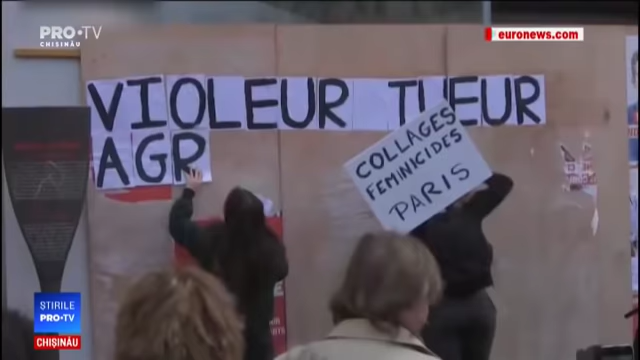 PRO•TV
CHIȘINĂU
euronews.com
VIOLEUR TUEUR
AGR
COLLAGES
FEMINICIDES
PARIS
ȘTIRILE
PRO•TV
CHIȘINĂU